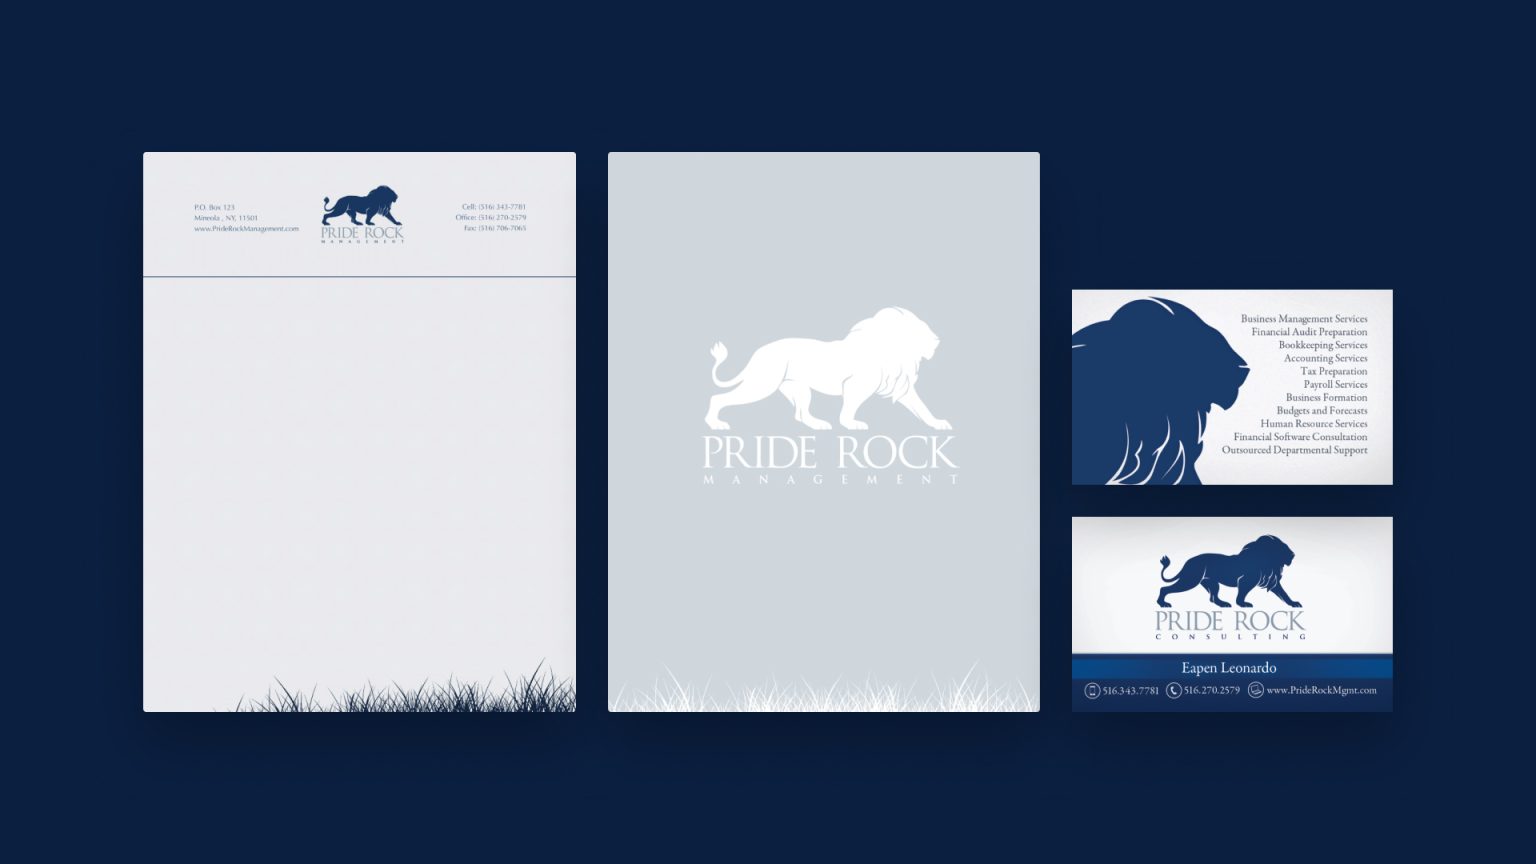 P.O. Box 123
Mineola , NY, 11501
www.PrideRockManagement.com
PRIDE ROCK
MANAGEMENT
Cell: (516) 343-7781
Office: (516) 270-2579
Fax: (516) 706-7065
PRIDE ROCK
MANAGEMENT
Business Management Services
Financial Audit Preparation
Bookkeeping Services
Accounting Services
Tax Preparation
Payroll Services
Business Formation
Budgets and Forecasts
Human Resource Services
Financial Software Consultation
Outsourced Departmental Support
PRIDE ROCK
CONSULTING
Eapen Leonardo
516.343.7781 516.270.2579 www.PrideRockMgmt.com